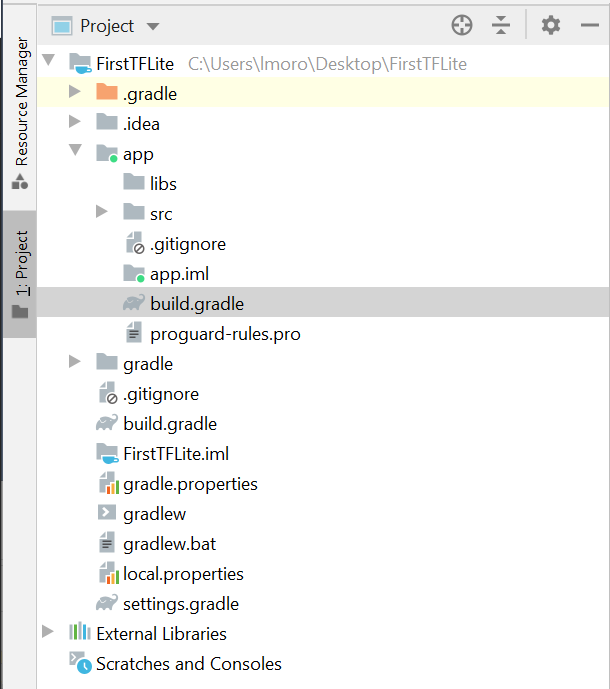 Project
Resource Manager
1: Project
FirstTFLite C:\Users\lmoro\Desktop\FirstTFLite
.gradle
.idea
app
libs
src
.gitignore
app.iml
build.gradle
proguard-rules.pro
gradle
.gitignore
build.gradle
FirstTFLite.iml
gradle.properties
gradlew
gradlew.bat
local.properties
settings.gradle
External Libraries
Scratches and Consoles